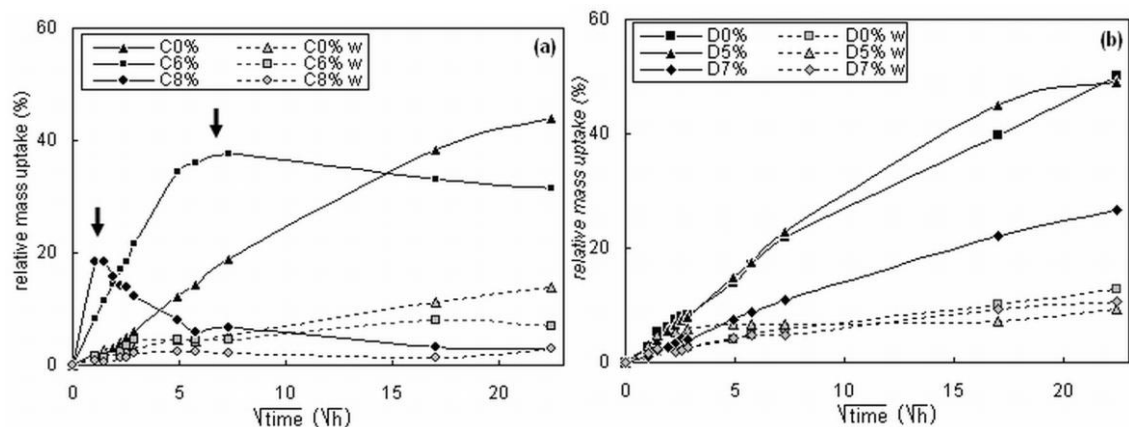 60
40
20
0
relative mass uptake (%)
C0%
C6%
C8%
C0% w
C6% w
C8% w
(a)
0 5 10 15 20
√time (√h)
60
40
20
0
relative mass uptake (%)
D0%
D5%
D7%
D0% w
D5% w
D7% w
(b)
0 5 10 15 20
√time (√h)